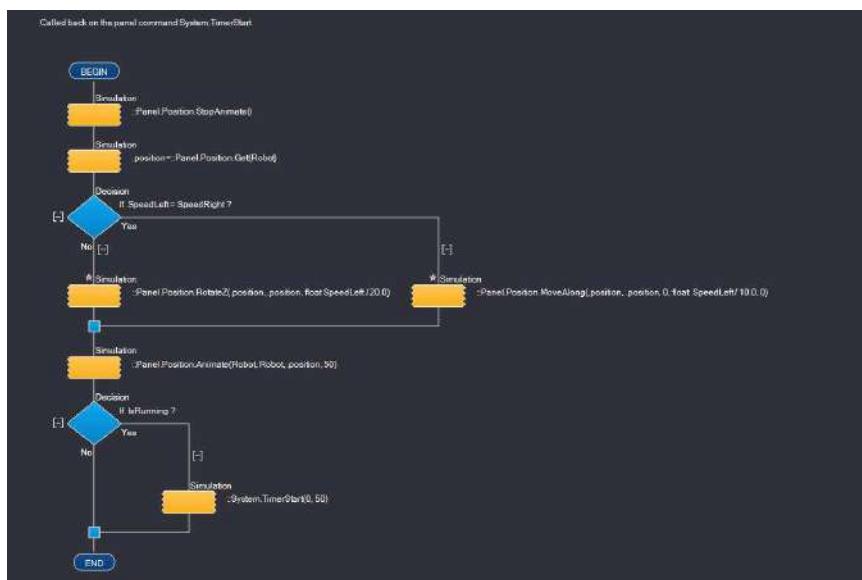 Called back on the panel command System.TimerStart
BEGIN
Simulation
::Panel.Position.StopAnimate()
Simulation
.position=::Panel.Position.Get(Robot)
Decision
If SpeedLeft = SpeedRight ?
[–]
Yes
No
[–]
[–]
* Simulation
::Panel.Position.RotateZ(.position, .position, float SpeedLeft / 20.0)
* Simulation
::Panel.Position.MoveAlong(.position, .position, 0, float SpeedLeft / 10.0, 0)
Simulation
::Panel.Position.Animate(Robot, Robot, .position, 50)
Decision
If IsRunning ?
[–]
Yes
No
[–]
Simulation
::System.TimerStart(0, 50)
END